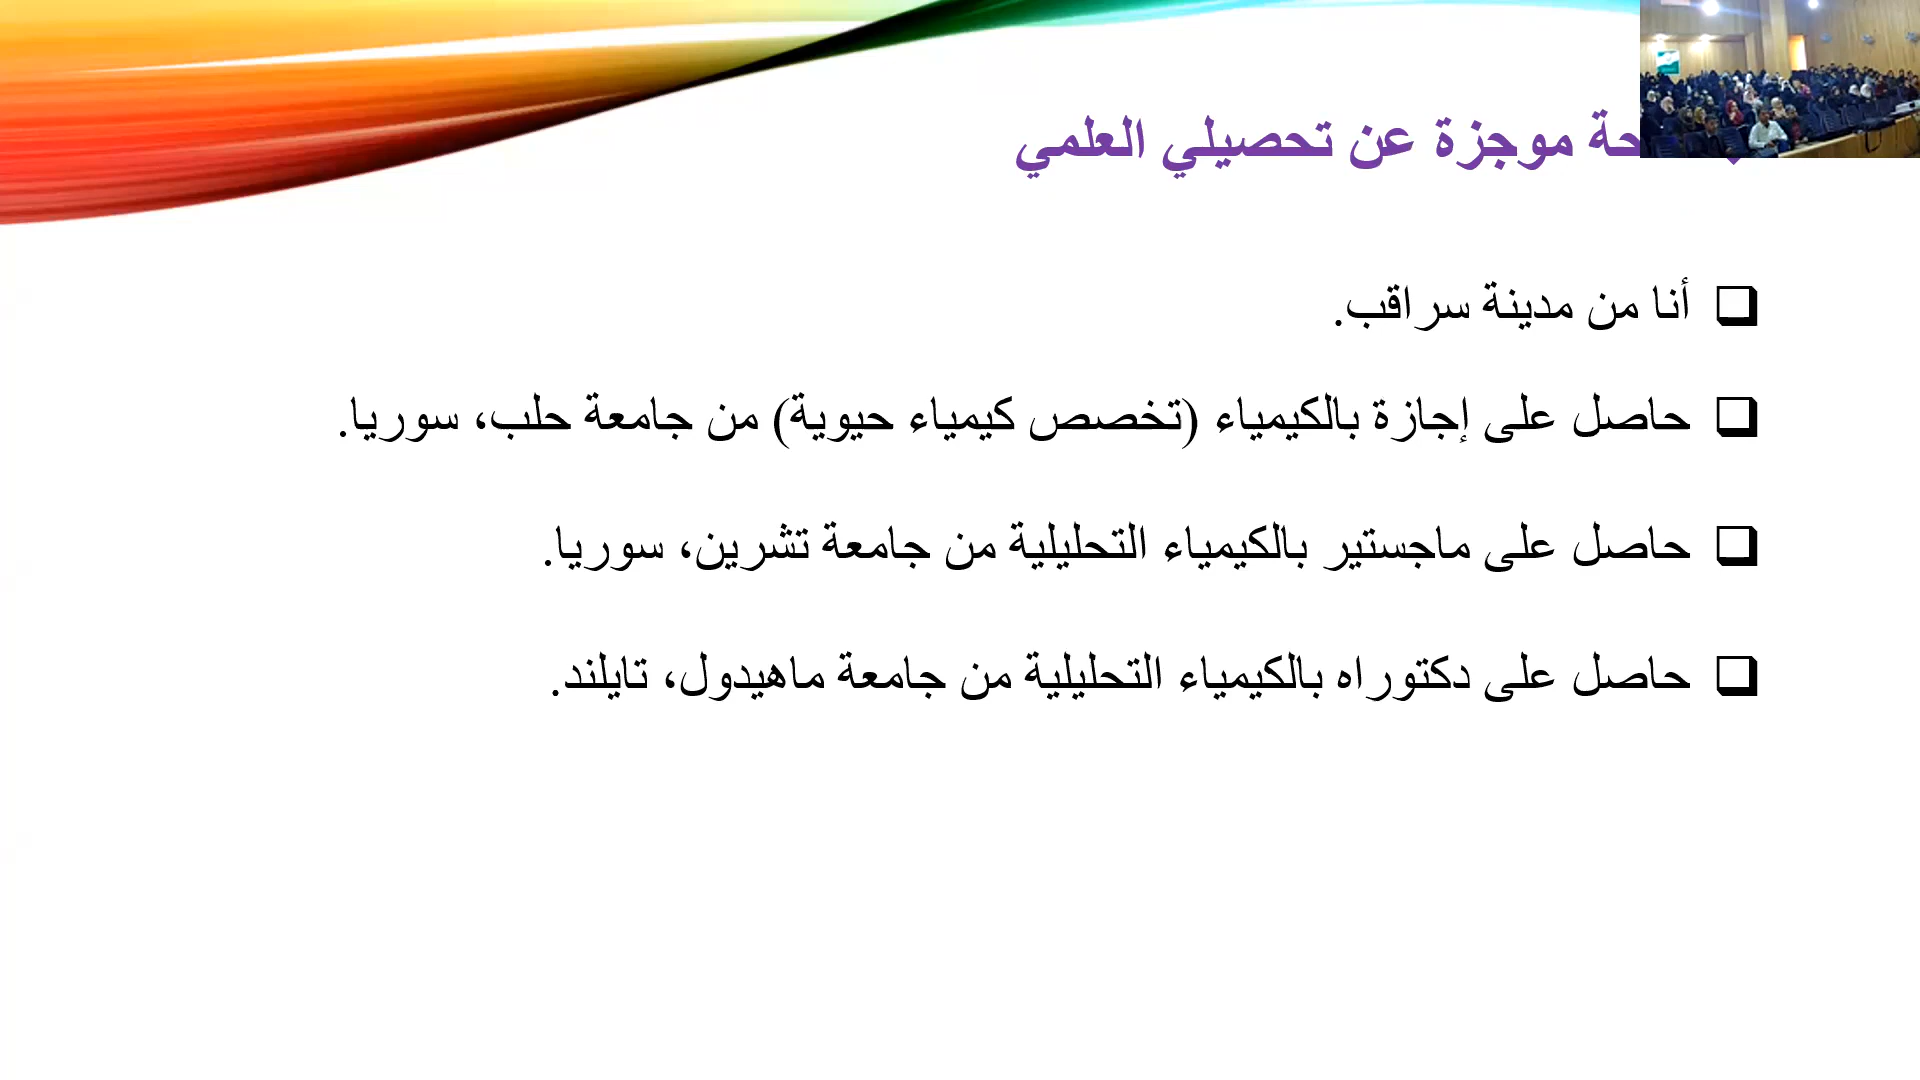 موجزة عن تحصيلي العلمي
أنا من مدينة سراقب.
حاصل على إجازة بالكيمياء (تخصص كيمياء حيوية) من جامعة حلب، سوريا.
حاصل على ماجستير بالكيمياء التحليلية من جامعة تشرين، سوريا.
حاصل على دكتوراه بالكيمياء التحليلية من جامعة ماهيدول، تايلند.